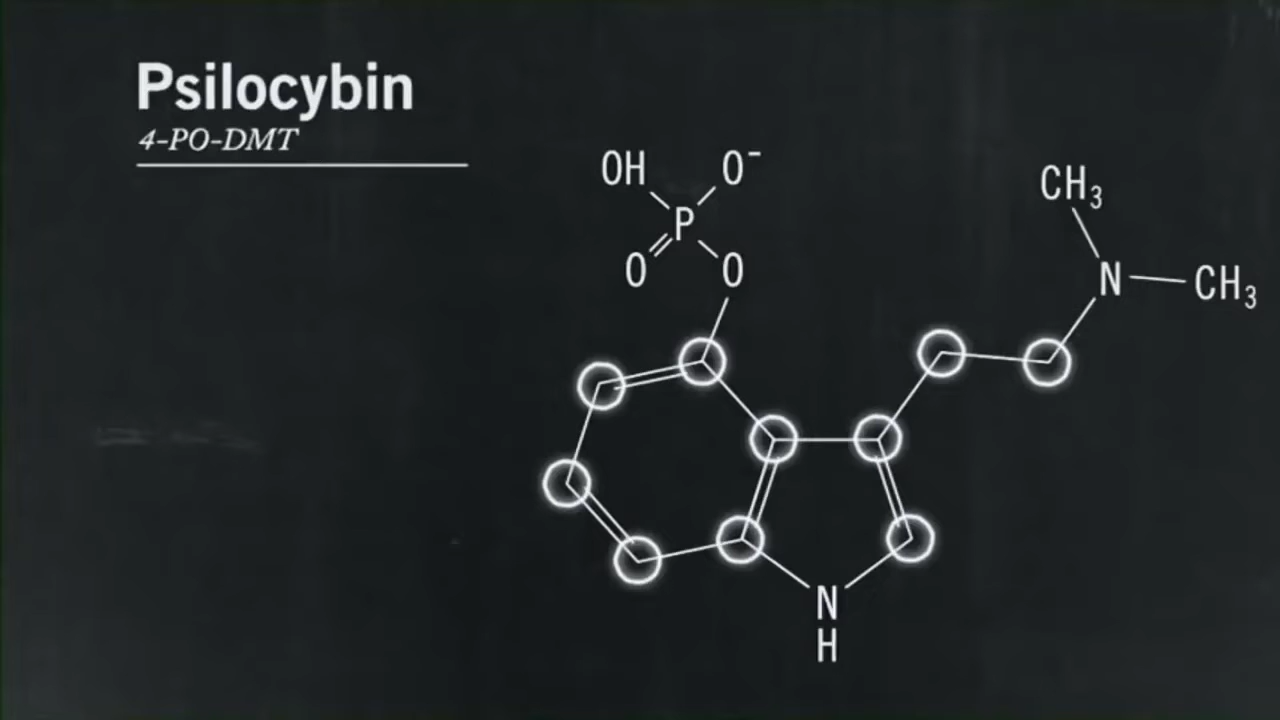 Psilocybin
4-PO-DMT
OH
O⁻
P
O
O
CH₃
N
CH₃
N
H